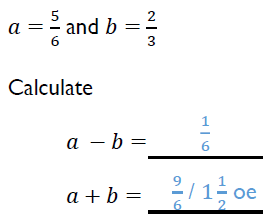 a = 5/6 and b = 2/3
Calculate
a − b = 1/6
a + b = 9/6 / 1 1/2 oe